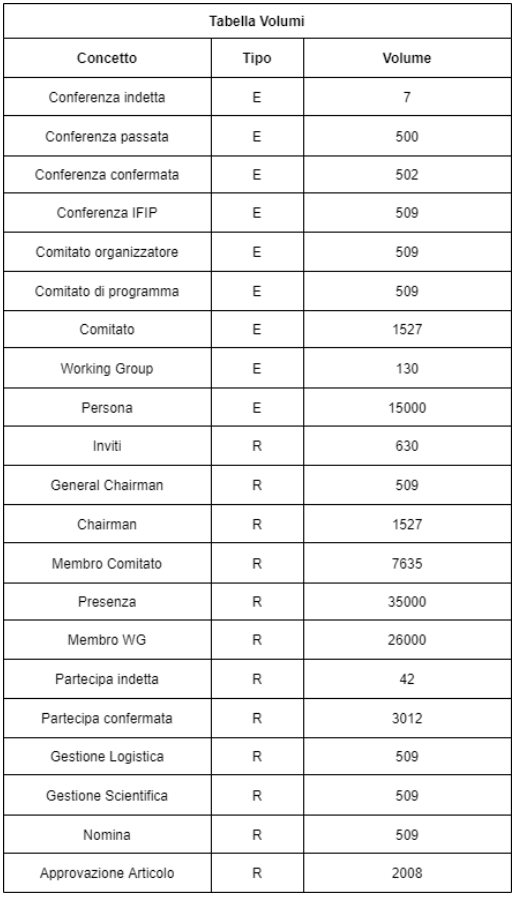 Tabella Volumi
Concetto Tipo Volume
Conferenza indetta E 7
Conferenza passata E 500
Conferenza confermata E 502
Conferenza IFIP E 509
Comitato organizzatore E 509
Comitato di programma E 509
Comitato E 1527
Working Group E 130
Persona E 15000
Inviti R 630
General Chairman R 509
Chairman R 1527
Membro Comitato R 7635
Presenza R 35000
Membro WG R 26000
Partecipa indetta R 42
Partecipa confermata R 3012
Gestione Logistica R 509
Gestione Scientifica R 509
Nomina R 509
Approvazione Articolo R 2008